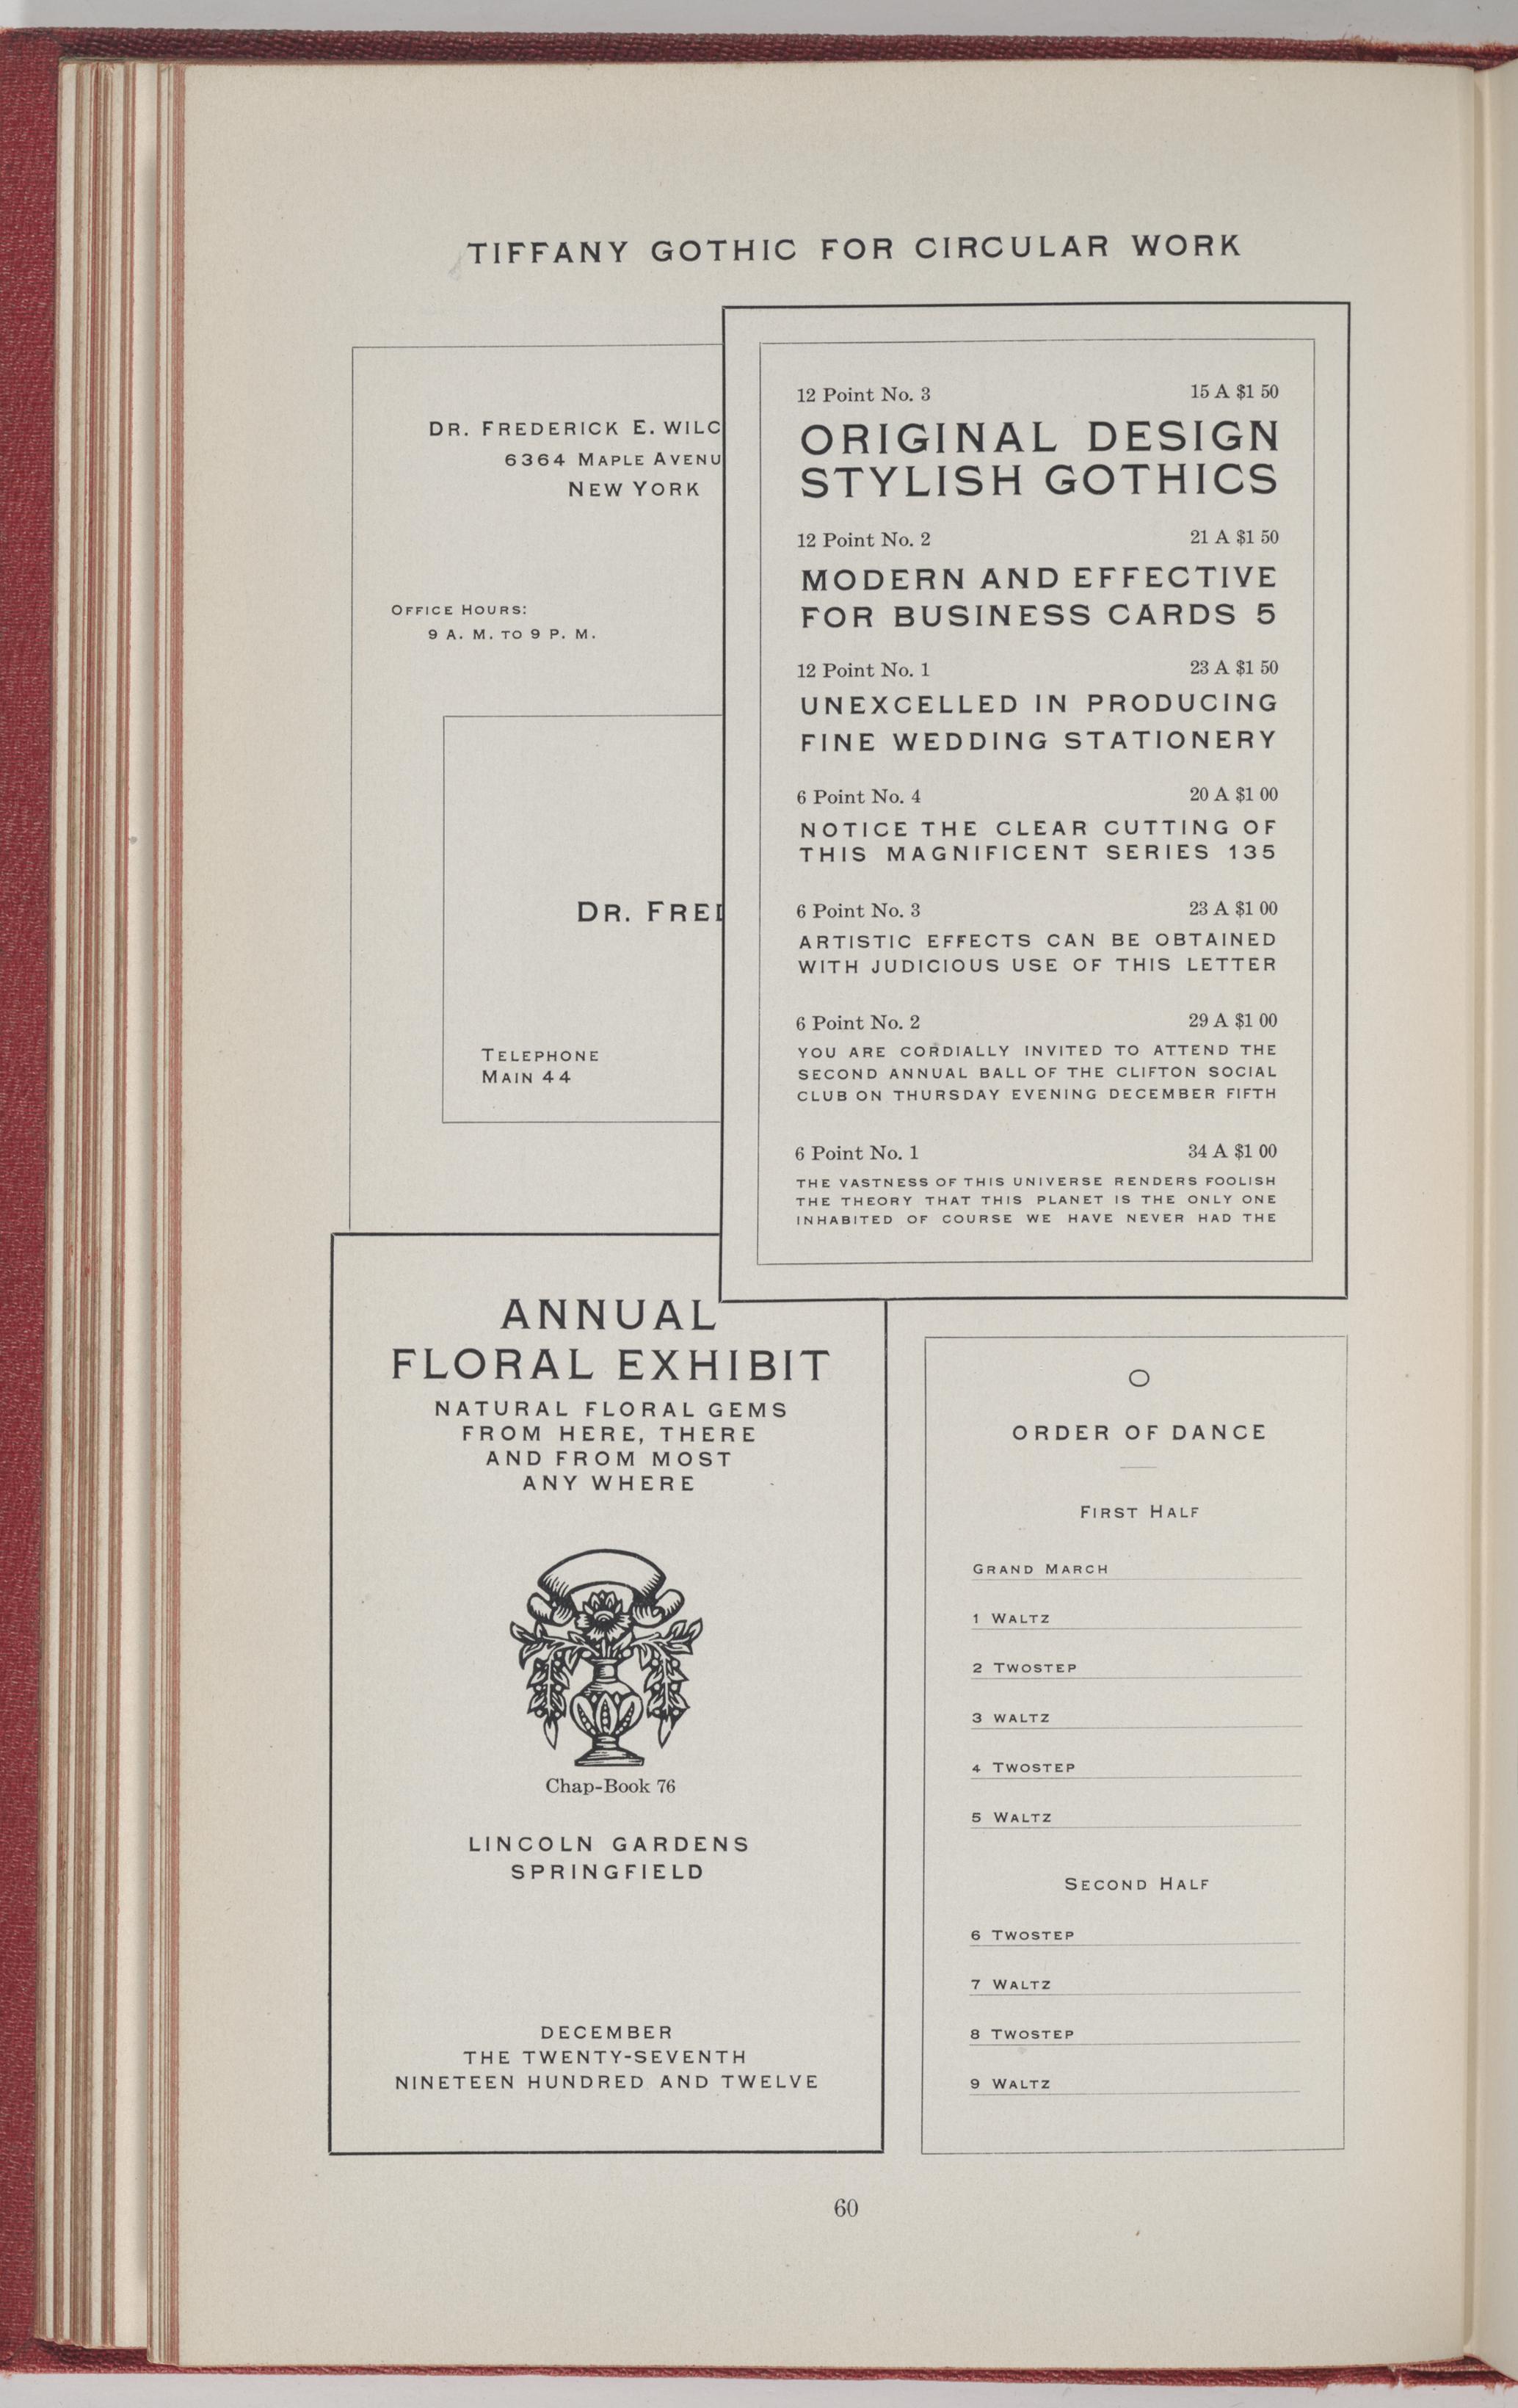 TIFFANY GOTHIC FOR CIRCULAR WORK
DR. FREDERICK E. WILC
6364 MAPLE AVENU
NEW YORK
OFFICE HOURS:
9 A. M. TO 9 P. M.
DR. FRED
TELEPHONE
MAIN 44
12 Point No. 3 15 A $1 50
ORIGINAL DESIGN
STYLISH GOTHICS
12 Point No. 2 21 A $1 50
MODERN AND EFFECTIVE
FOR BUSINESS CARDS 5
12 Point No. 1 23 A $1 50
UNEXCELLED IN PRODUCING
FINE WEDDING STATIONERY
6 Point No. 4 20 A $1 00
NOTICE THE CLEAR CUTTING OF
THIS MAGNIFICENT SERIES 135
6 Point No. 3 23 A $1 00
ARTISTIC EFFECTS CAN BE OBTAINED
WITH JUDICIOUS USE OF THIS LETTER
6 Point No. 2 29 A $1 00
YOU ARE CORDIALLY INVITED TO ATTEND THE
SECOND ANNUAL BALL OF THE CLIFTON SOCIAL
CLUB ON THURSDAY EVENING DECEMBER FIFTH
6 Point No. 1 34 A $1 00
THE VASTNESS OF THIS UNIVERSE RENDERS FOOLISH
THE THEORY THAT THIS PLANET IS THE ONLY ONE
INHABITED OF COURSE WE HAVE NEVER HAD THE
ANNUAL
FLORAL EXHIBIT
NATURAL FLORAL GEMS
FROM HERE, THERE
AND FROM MOST
ANY WHERE
Chap-Book 76
LINCOLN GARDENS
SPRINGFIELD
DECEMBER
THE TWENTY-SEVENTH
NINETEEN HUNDRED AND TWELVE
ORDER OF DANCE
FIRST HALF
GRAND MARCH
1 WALTZ
2 TWOSTEP
3 WALTZ
4 TWOSTEP
5 WALTZ
SECOND HALF
6 TWOSTEP
7 WALTZ
8 TWOSTEP
9 WALTZ
60